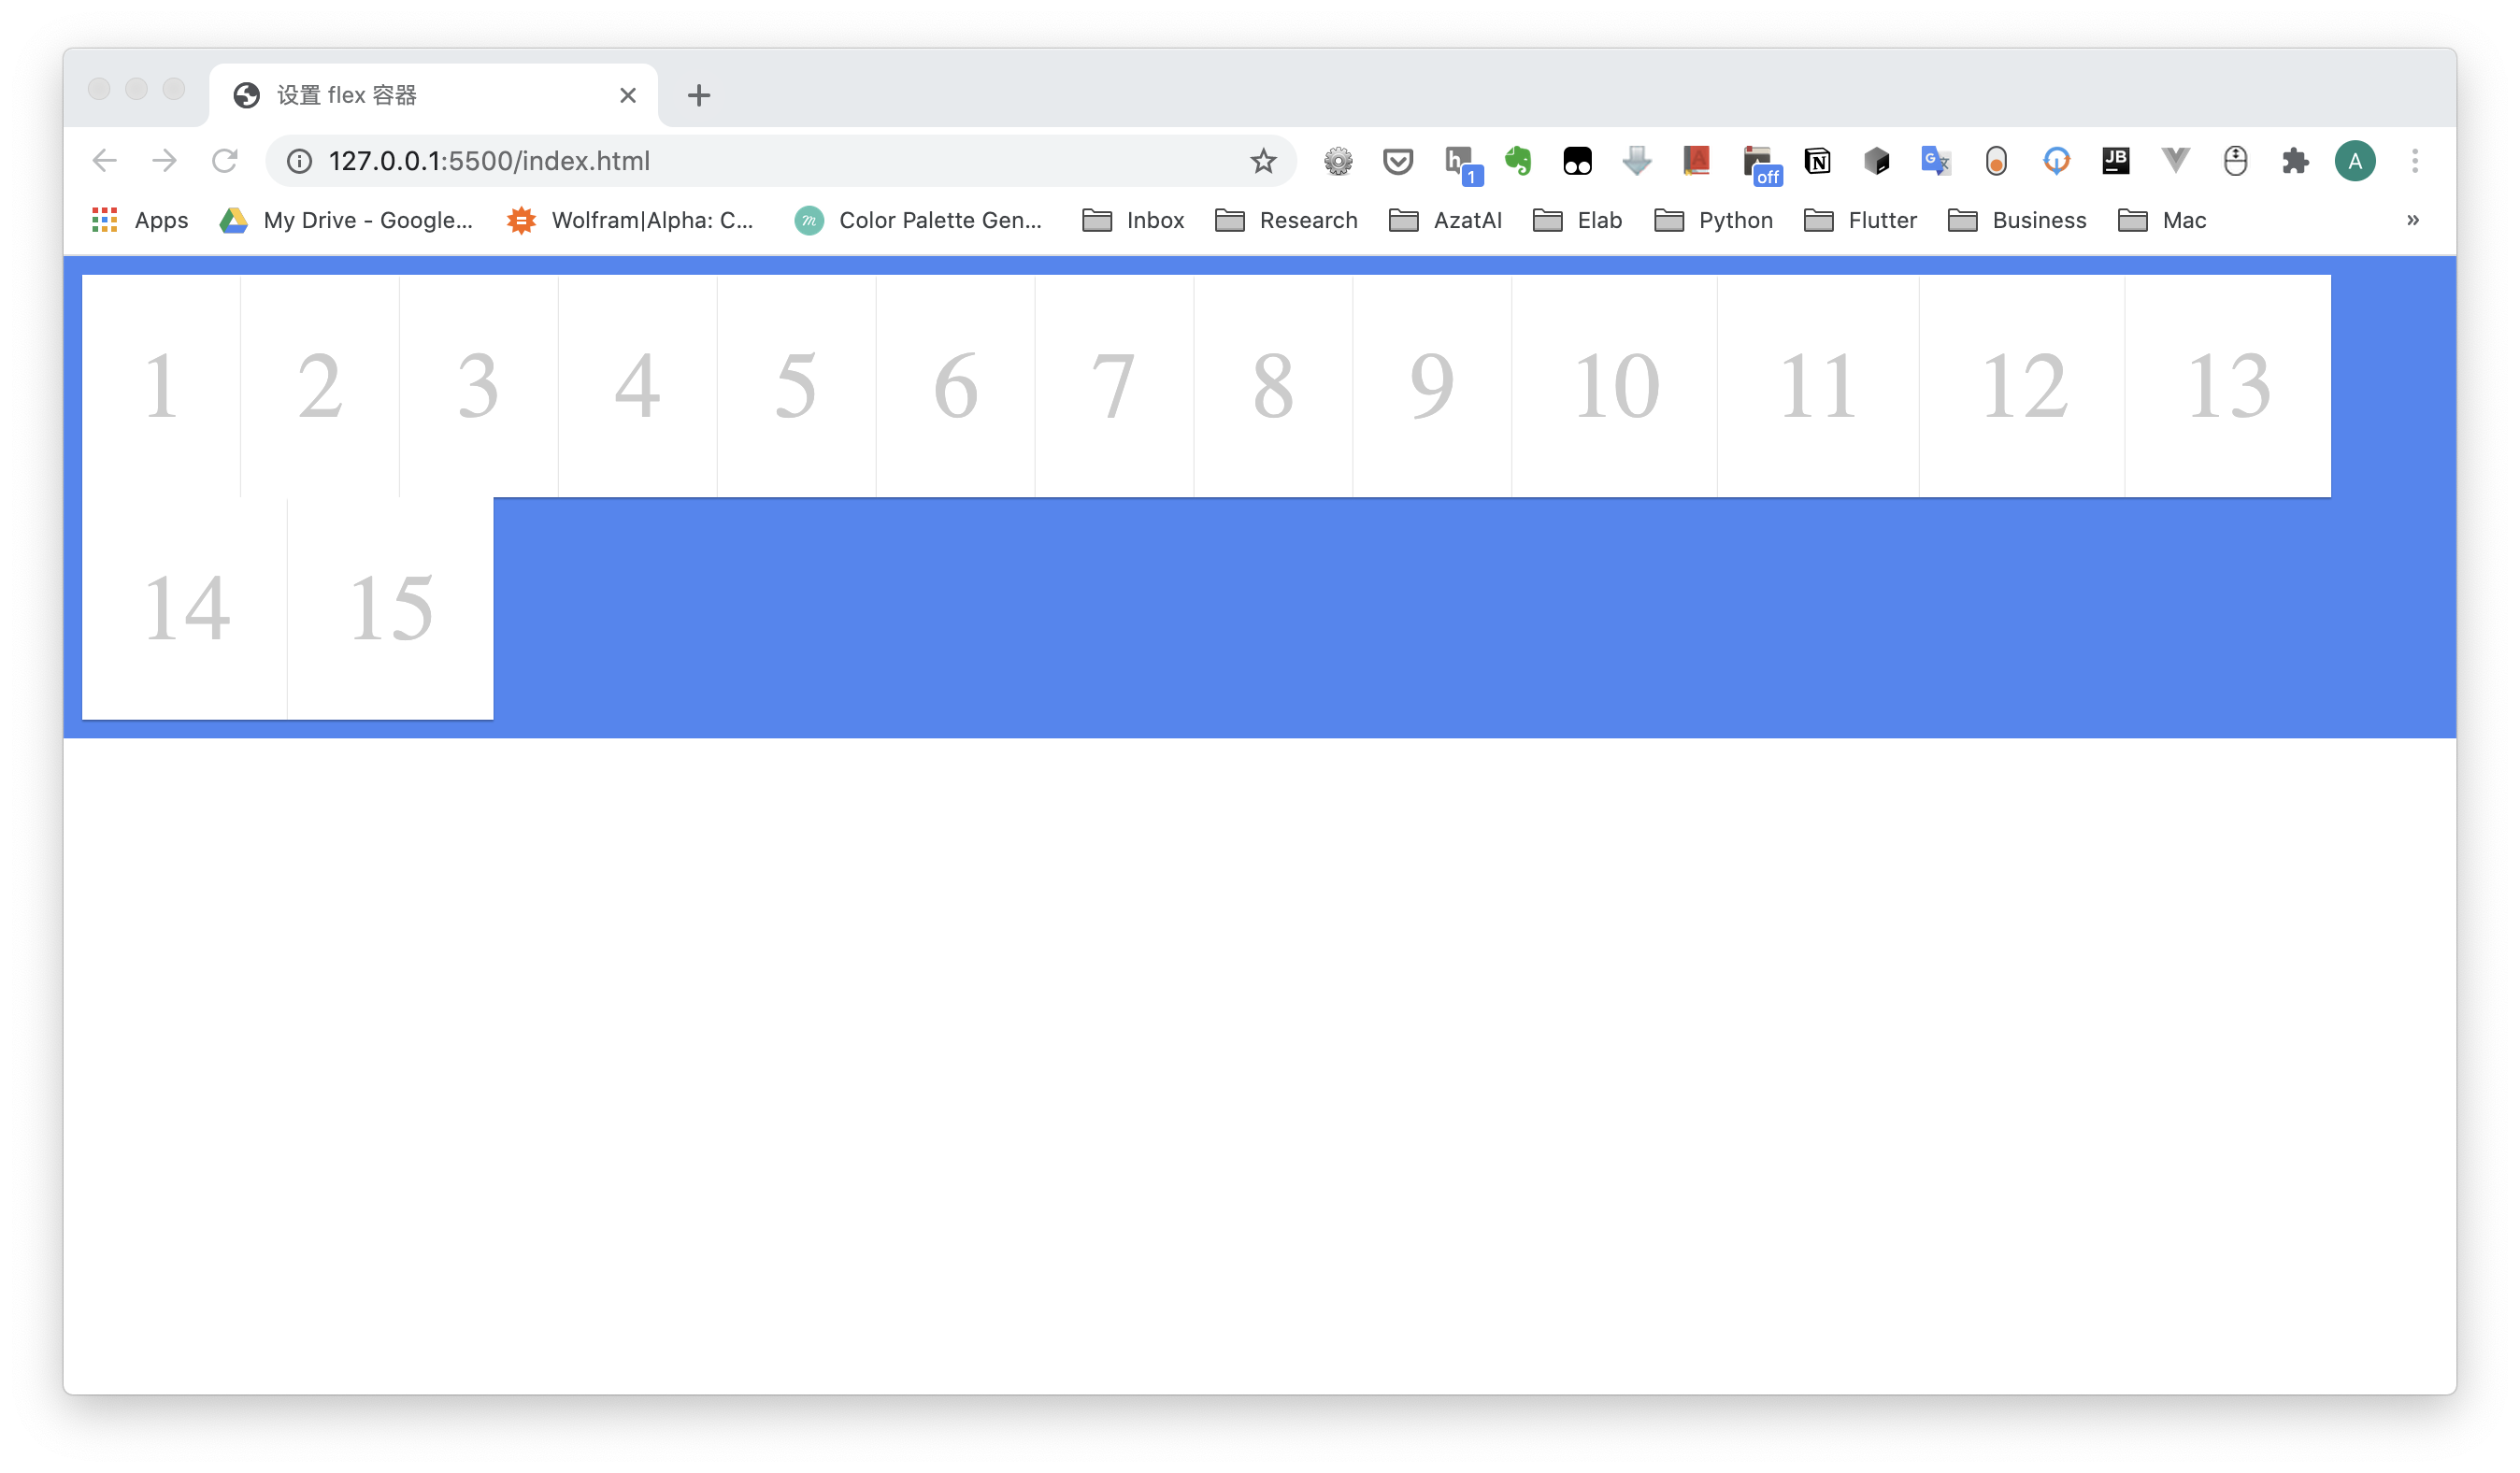 设置 flex 容器
127.0.0.1:5500/index.html
1
off
JB
A
Apps My Drive - Google... Wolfram|Alpha: C... Color Palette Gen... Inbox Research AzatAI Elab Python Flutter Business Mac »
1 2 3 4 5 6 7 8 9 10 11 12 13
14 15